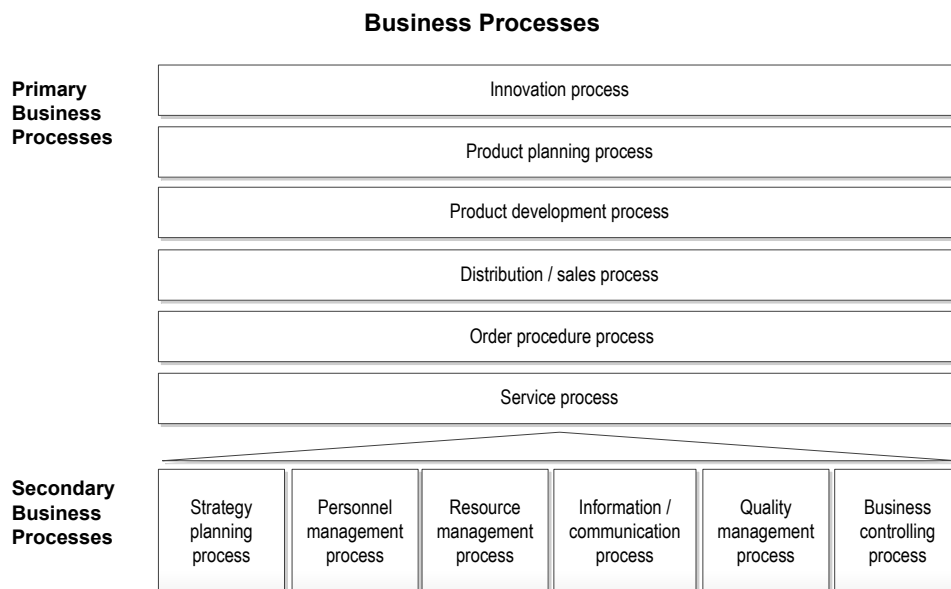 Business Processes
Primary
Business
Processes
Innovation process
Product planning process
Product development process
Distribution / sales process
Order procedure process
Service process
Secondary
Business
Processes
Strategy
planning
process
Personnel
management
process
Resource
management
process
Information /
communication
process
Quality
management
process
Business
controlling
process